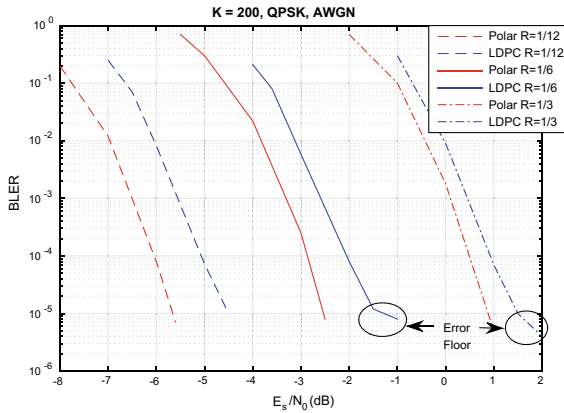 K = 200, QPSK, AWGN
10^0
10^-1
10^-2
10^-3
10^-4
10^-5
10^-6
BLER
Polar R=1/12
LDPC R=1/12
Polar R=1/6
LDPC R=1/6
Polar R=1/3
LDPC R=1/3
Error
Floor
-8 -7 -6 -5 -4 -3 -2 -1 0 1 2
E_s/N_0(dB)